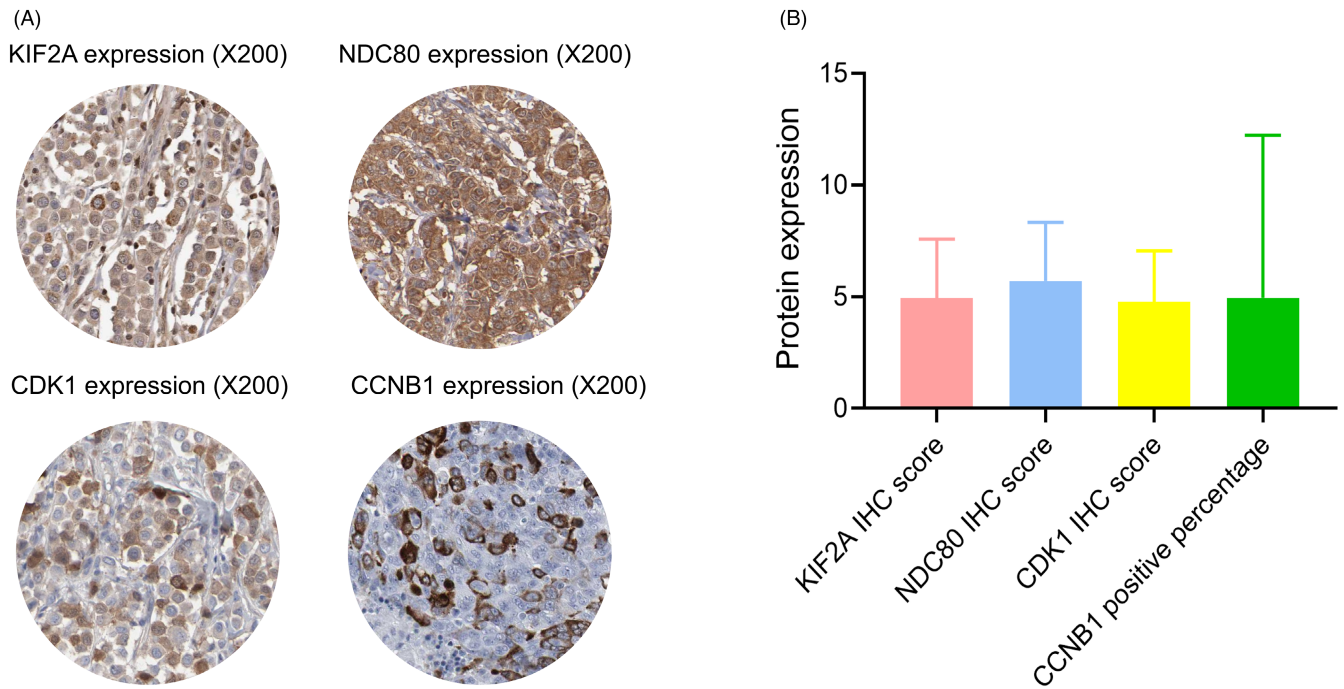 (A)
KIF2A expression (X200)
NDC80 expression (X200)
CDK1 expression (X200)
CCNB1 expression (X200)
(B)
Protein expression
15
10
5
0
KIF2A IHC score
NDC80 IHC score
CDK1 IHC score
CCNB1 positive percentage